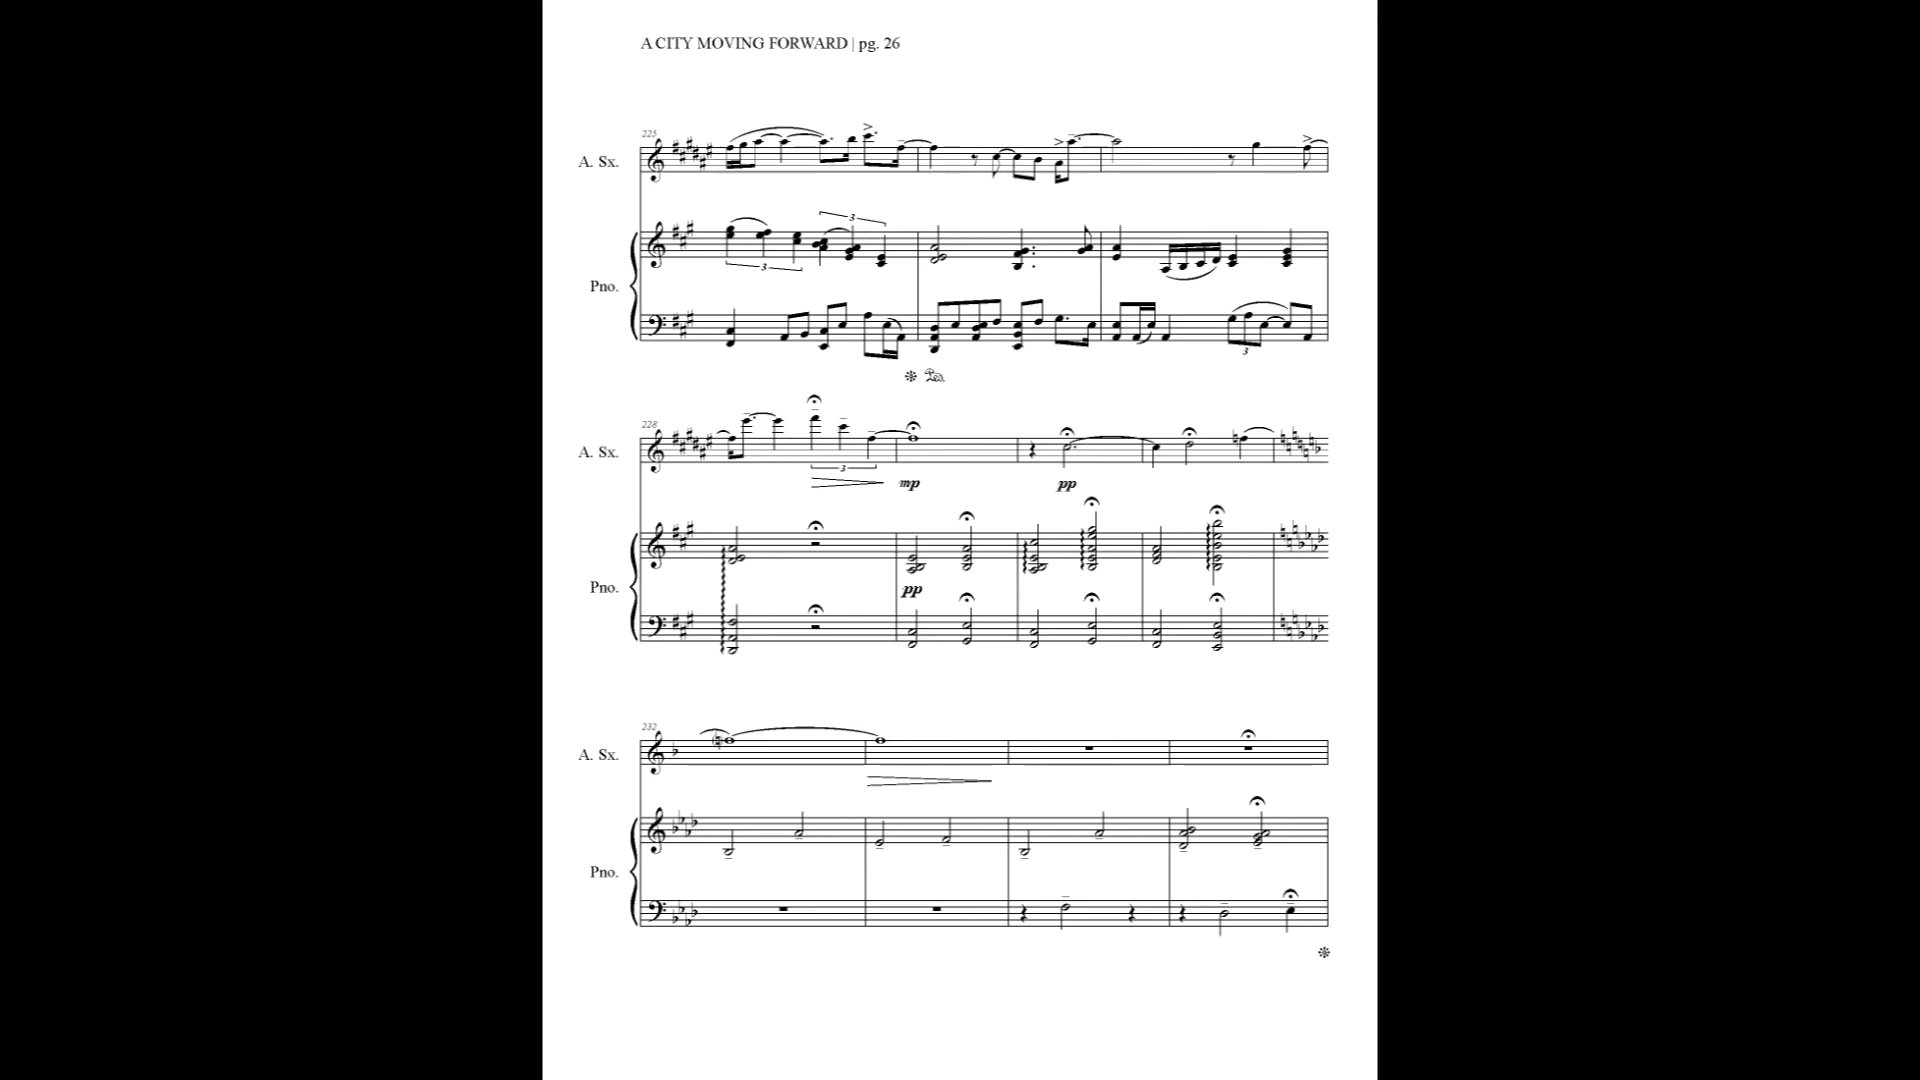 A CITY MOVING FORWARD | pg. 26
225
A. Sx.
3
3
Pno.
3
228
A. Sx.
3
mp
pp
pp
Pno.
232
A. Sx.
Pno.